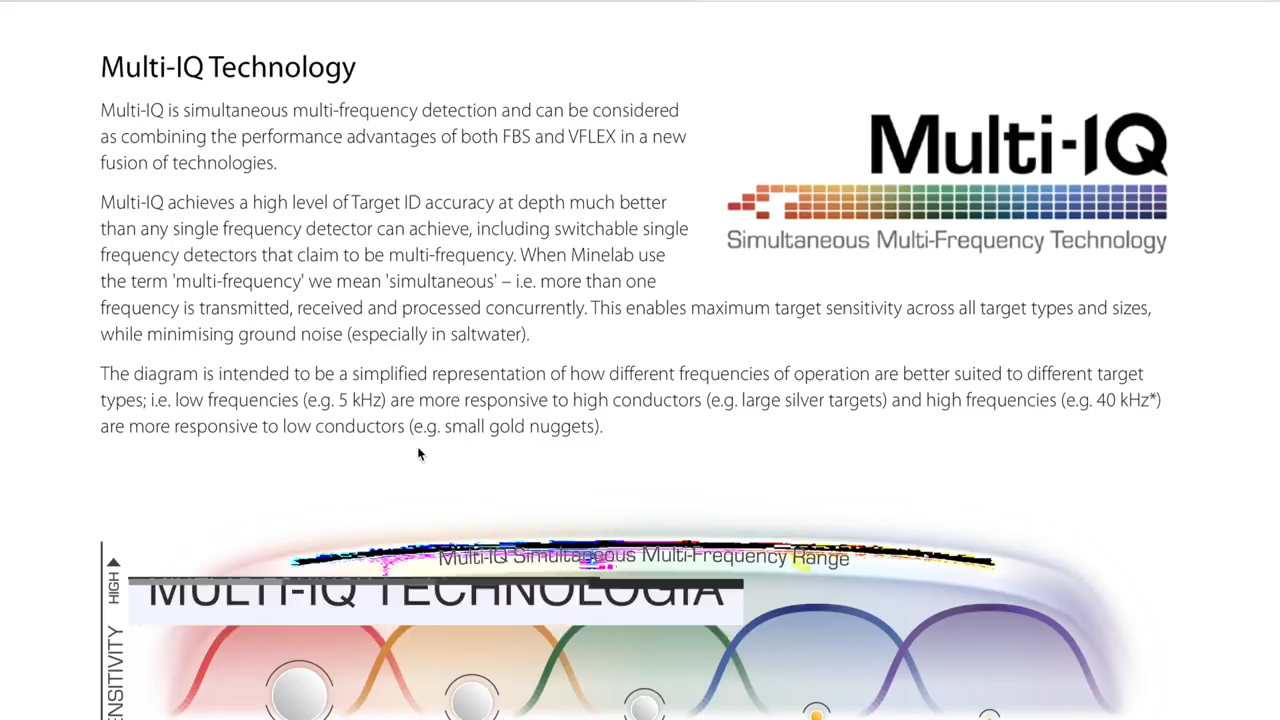 Multi-IQ Technology
Multi-IQ is simultaneous multi-frequency detection and can be considered
as combining the performance advantages of both FBS and VFLEX in a new
fusion of technologies.
Multi-IQ achieves a high level of Target ID accuracy at depth much better
than any single frequency detector can achieve, including switchable single
frequency detectors that claim to be multi-frequency. When Minelab use
the term 'multi-frequency' we mean 'simultaneous' – i.e. more than one
frequency is transmitted, received and processed concurrently. This enables maximum target sensitivity across all target types and sizes,
while minimising ground noise (especially in saltwater).
Multi-IQ
Simultaneous Multi-Frequency Technology
The diagram is intended to be a simplified representation of how different frequencies of operation are better suited to different target
types; i.e. low frequencies (e.g. 5 kHz) are more responsive to high conductors (e.g. large silver targets) and high frequencies (e.g. 40 kHz*)
are more responsive to low conductors (e.g. small gold nuggets).
Multi-IQ Simultaneous Multi-Frequency Range
HIGH
MULTI-IQ TECHNOLOGIA